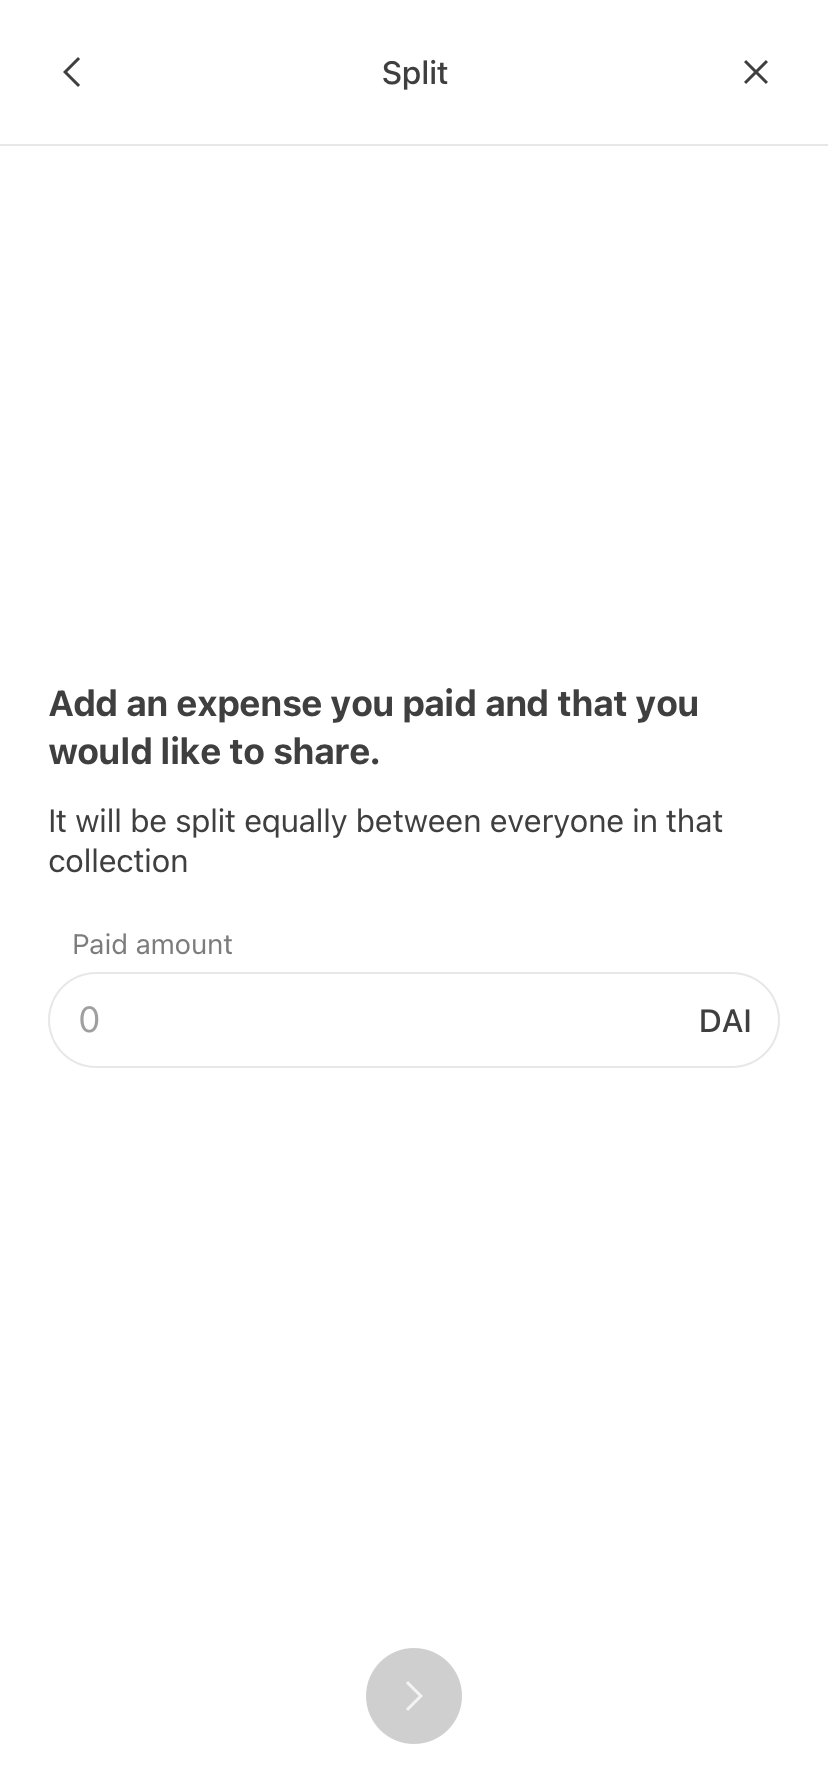 Split
Add an expense you paid and that you
would like to share.
It will be split equally between everyone in that
collection
Paid amount
0
DAI